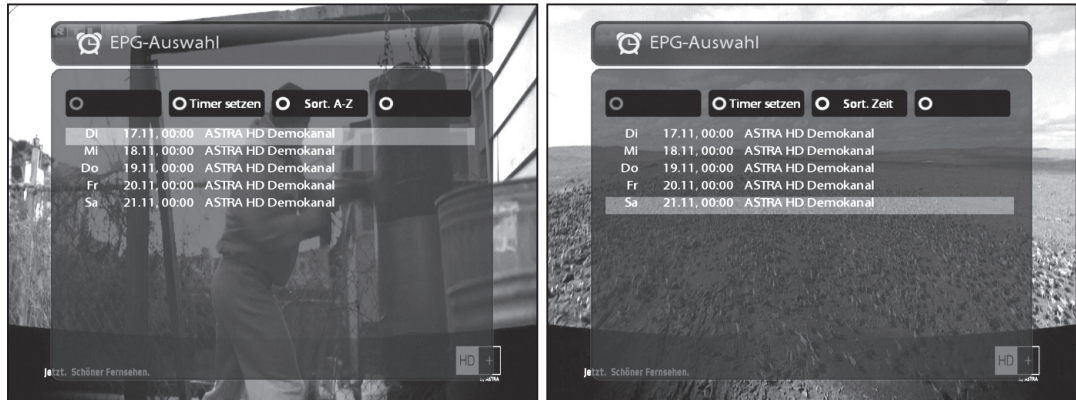 EPG-Auswahl
Timer setzen Sort. A-Z
Di 17.11, 00:00 ASTRA HD Demokanal
Mi 18.11, 00:00 ASTRA HD Demokanal
Do 19.11, 00:00 ASTRA HD Demokanal
Fr 20.11, 00:00 ASTRA HD Demokanal
Sa 21.11, 00:00 ASTRA HD Demokanal
HD +
Jetzt. Schöner Fernsehen.
by ASTRA
EPG-Auswahl
Timer setzen Sort. Zeit
Di 17.11, 00:00 ASTRA HD Demokanal
Mi 18.11, 00:00 ASTRA HD Demokanal
Do 19.11, 00:00 ASTRA HD Demokanal
Fr 20.11, 00:00 ASTRA HD Demokanal
Sa 21.11, 00:00 ASTRA HD Demokanal
HD +
Jetzt. Schöner Fernsehen.
by ASTRA